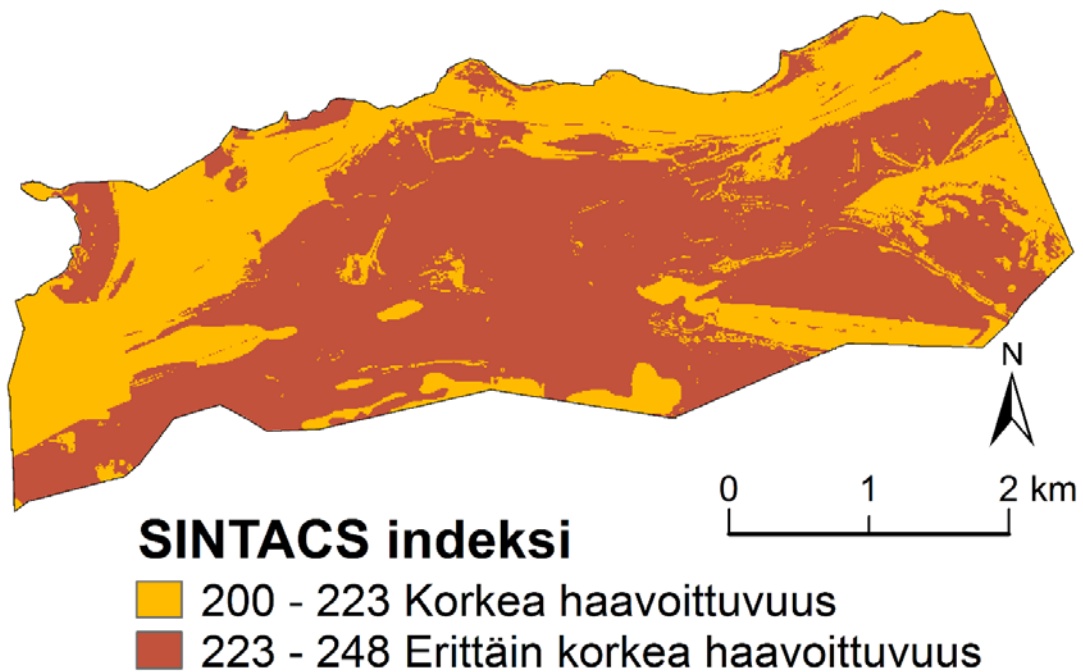 N
0 1 2 km
SINTACS indeksi
200 - 223 Korkea haavoittuvuus
223 - 248 Erittäin korkea haavoittuvuus